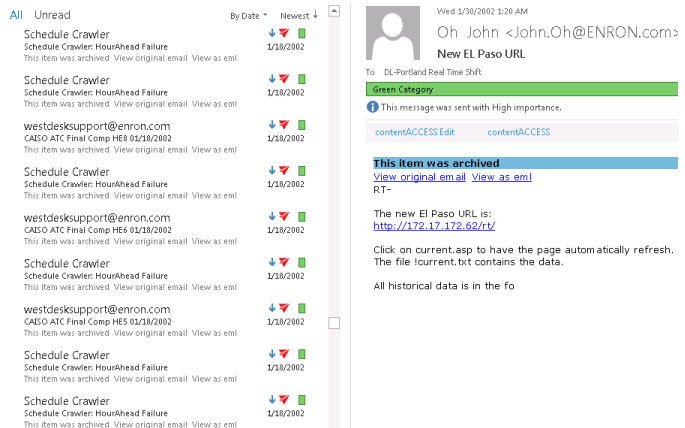 All Unread By Date Newest ↓
Schedule Crawler
Schedule Crawler: HourAhead Failure 1/18/2002
This item was archived View original email View as eml
Schedule Crawler
Schedule Crawler: HourAhead Failure 1/18/2002
This item was archived View original email View as eml
westdesksupport@enron.com
CAISO ATC Final Comp HE8 01/18/2002 1/18/2002
This item was archived View original email View as eml
Schedule Crawler
Schedule Crawler: HourAhead Failure 1/18/2002
This item was archived View original email View as eml
westdesksupport@enron.com
CAISO ATC Final Comp HE6 01/18/2002 1/18/2002
This item was archived View original email View as eml
Schedule Crawler
Schedule Crawler: HourAhead Failure 1/18/2002
This item was archived View original email View as eml
westdesksupport@enron.com
CAISO ATC Final Comp HE5 01/18/2002 1/18/2002
This item was archived View original email View as eml
Schedule Crawler
Schedule Crawler: HourAhead Failure 1/18/2002
This item was archived View original email View as eml
Schedule Crawler
Schedule Crawler: HourAhead Failure 1/18/2002
This item was archived View original email View as eml
Wed 1/30/2002 1:20 AM
Oh John <John.Oh@ENRON.com>
New El Paso URL
To DL-Portland Real Time Shift
Green Category
This message was sent with High importance.
contentACCESS Edit contentACCESS
This item was archived
View original email View as eml
RT-
The new El Paso URL is:
http://172.17.172.62/rt/
Click on current.asp to have the page automatically refresh.
The file !current.txt contains the data.
All historical data is in the fo